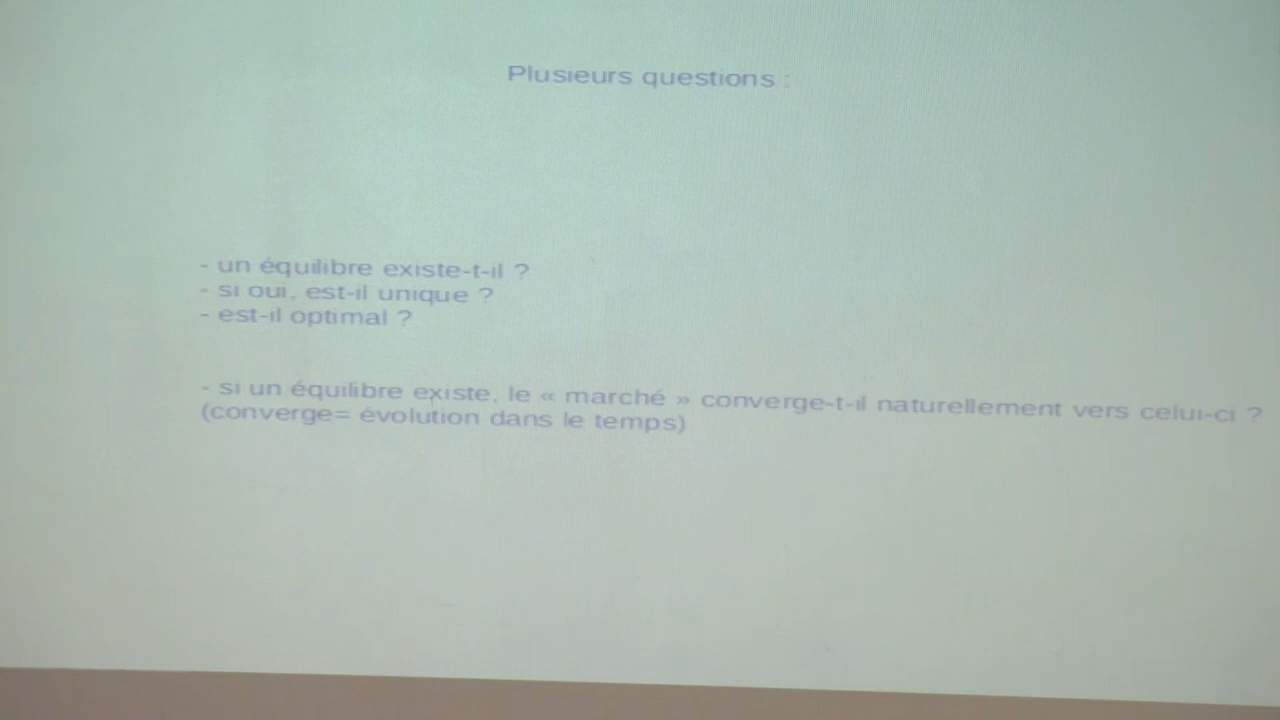 Plusieurs questions :
- un équilibre existe-t-il ?
- si oui, est-il unique ?
- est-il optimal ?
- si un équilibre existe, le « marché » converge-t-il naturellement vers celui-ci ?
(converge= évolution dans le temps)